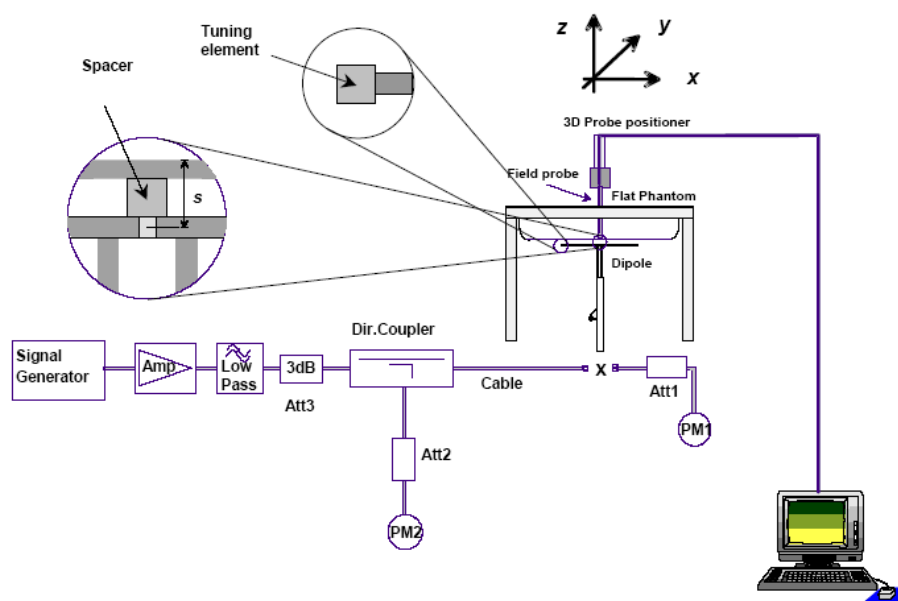 Tuning
element
Spacer
s
z
y
x
3D Probe positioner
Field probe
Flat Phantom
Dipole
Signal
Generator
Amp
Low
Pass
3dB
Att3
Dir.Coupler
Cable
X
Att1
PM1
Att2
PM2